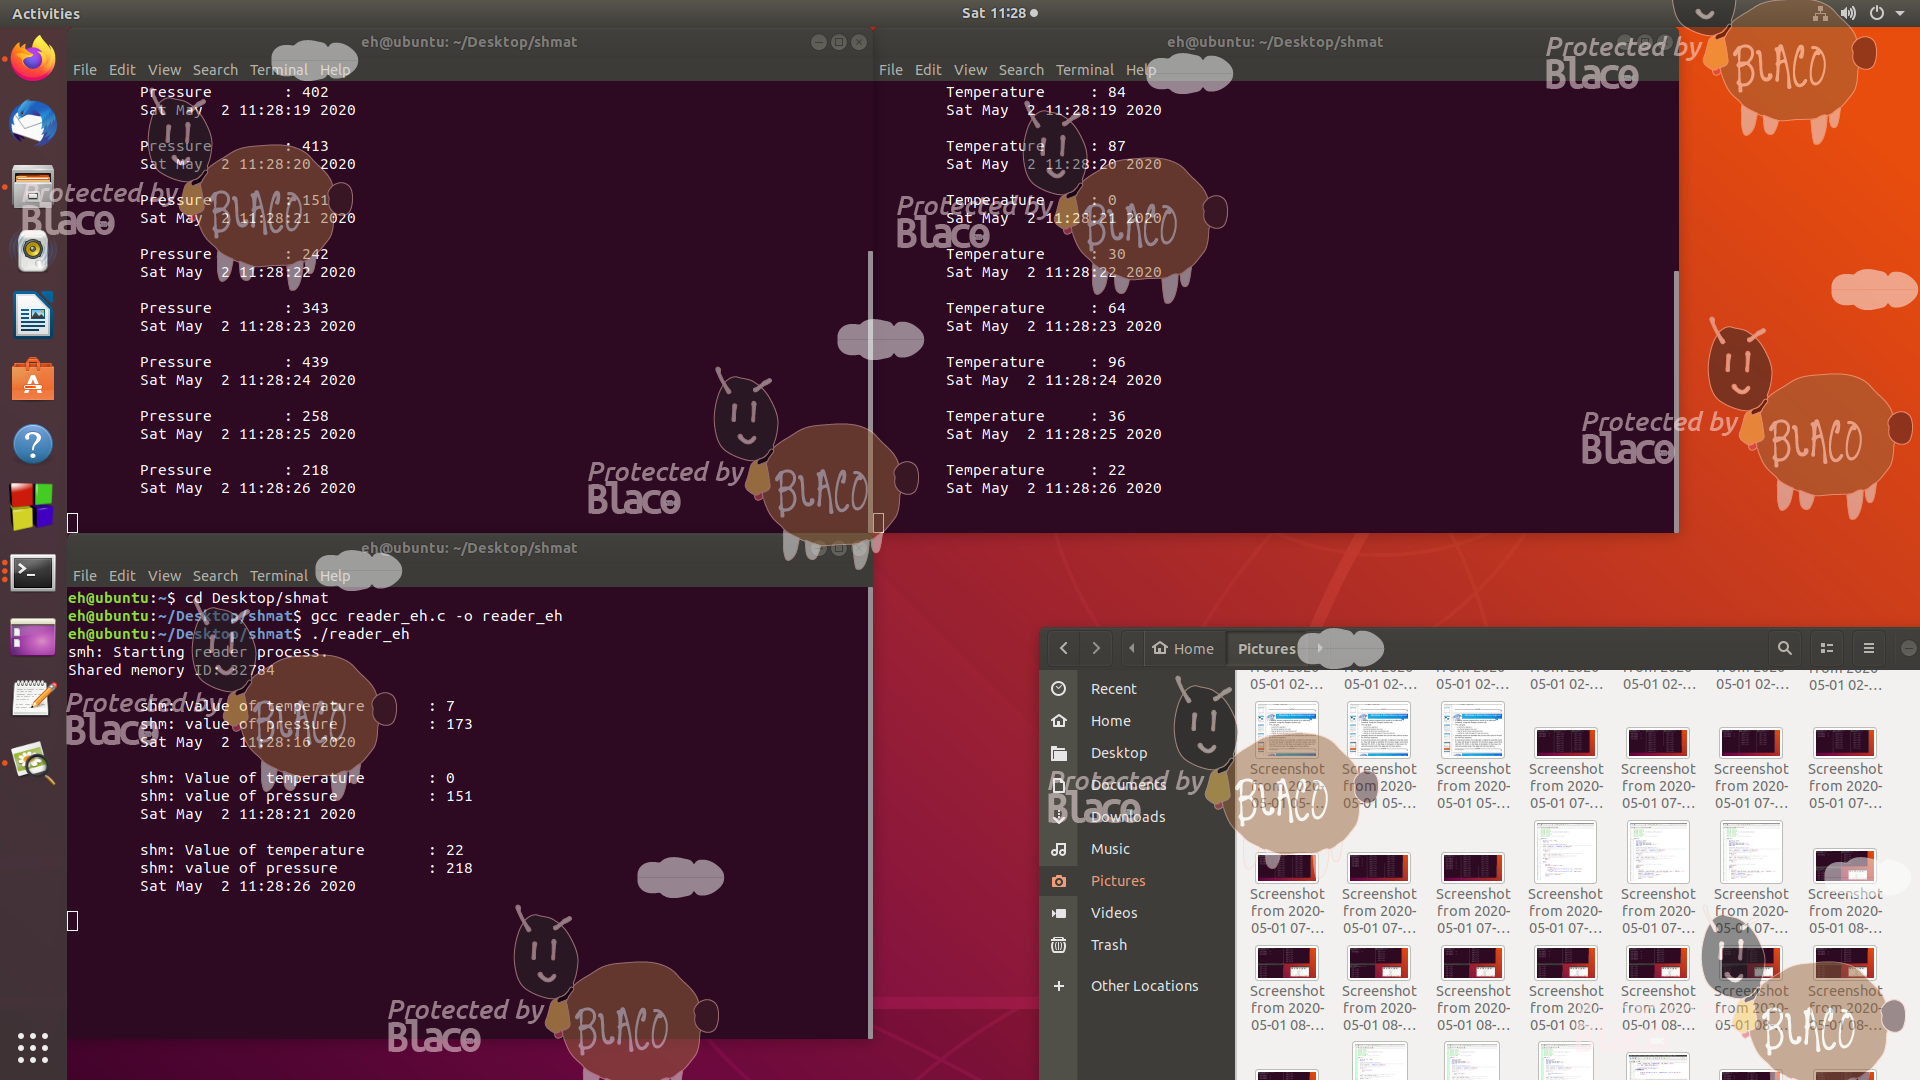 Activities
Sat 11:28
eh@ubuntu: ~/Desktop/shmat
File Edit View Search Terminal Help
Pressure : 402
Sat May 2 11:28:19 2020
Pressure : 413
Sat May 2 11:28:20 2020
Pressure : 151
Sat May 2 11:28:21 2020
Pressure : 242
Sat May 2 11:28:22 2020
Pressure : 343
Sat May 2 11:28:23 2020
Pressure : 439
Sat May 2 11:28:24 2020
Pressure : 258
Sat May 2 11:28:25 2020
Pressure : 218
Sat May 2 11:28:26 2020
eh@ubuntu: ~/Desktop/shmat
File Edit View Search Terminal Help
Temperature : 84
Sat May 2 11:28:19 2020
Temperature : 87
Sat May 2 11:28:20 2020
Temperature : 0
Sat May 2 11:28:21 2020
Temperature : 30
Sat May 2 11:28:22 2020
Temperature : 64
Sat May 2 11:28:23 2020
Temperature : 96
Sat May 2 11:28:24 2020
Temperature : 36
Sat May 2 11:28:25 2020
Temperature : 22
Sat May 2 11:28:26 2020
eh@ubuntu: ~/Desktop/shmat
File Edit View Search Terminal Help
eh@ubuntu:~$ cd Desktop/shmat
eh@ubuntu:~/Desktop/shmat$ gcc reader_eh.c -o reader_eh
eh@ubuntu:~/Desktop/shmat$ ./reader_eh
smh: Starting reader process.
Shared memory ID: 32784
shm: Value of temperature : 7
shm: value of pressure : 173
Sat May 2 11:28:16 2020
shm: Value of temperature : 0
shm: value of pressure : 151
Sat May 2 11:28:21 2020
shm: Value of temperature : 22
shm: value of pressure : 218
Sat May 2 11:28:26 2020
Home Pictures
Recent
Home
Desktop
Documents
Downloads
Music
Pictures
Videos
Trash
Other Locations
05-01 02-... 05-01 02-... 05-01 02-... 05-01 02-... 05-01 02-... 05-01 02-... 05-01 02-...
Screenshot Screenshot Screenshot Screenshot Screenshot Screenshot Screenshot
from 2020- from 2020- from 2020- from 2020- from 2020- from 2020- from 2020-
05-01 05-... 05-01 05-... 05-01 05-... 05-01 07-... 05-01 07-... 05-01 07-... 05-01 07-...
Screenshot Screenshot Screenshot Screenshot Screenshot Screenshot Screenshot
from 2020- from 2020- from 2020- from 2020- from 2020- from 2020- from 2020-
05-01 07-... 05-01 07-... 05-01 07-... 05-01 07-... 05-01 07-... 05-01 07-... 05-01 08-...
Screenshot Screenshot Screenshot Screenshot Screenshot Screenshot Screenshot
from 2020- from 2020- from 2020- from 2020- from 2020- from 2020- from 2020-
05-01 08-... 05-01 08-... 05-01 08-... 05-01 08-... 05-01 08-... 05-01 08-... 05-01 08-...
Protected by
Blaco
BLACO
Protected by
Blaco
BLACO
Protected by
Blaco
BLACO
Protected by
Blaco
BLACO
Protected by
Blaco
BLACO
Protected by
Blaco
BLACO
Protected by
Blaco
BLACO
Protected by
Blaco
BLACO
BLACO